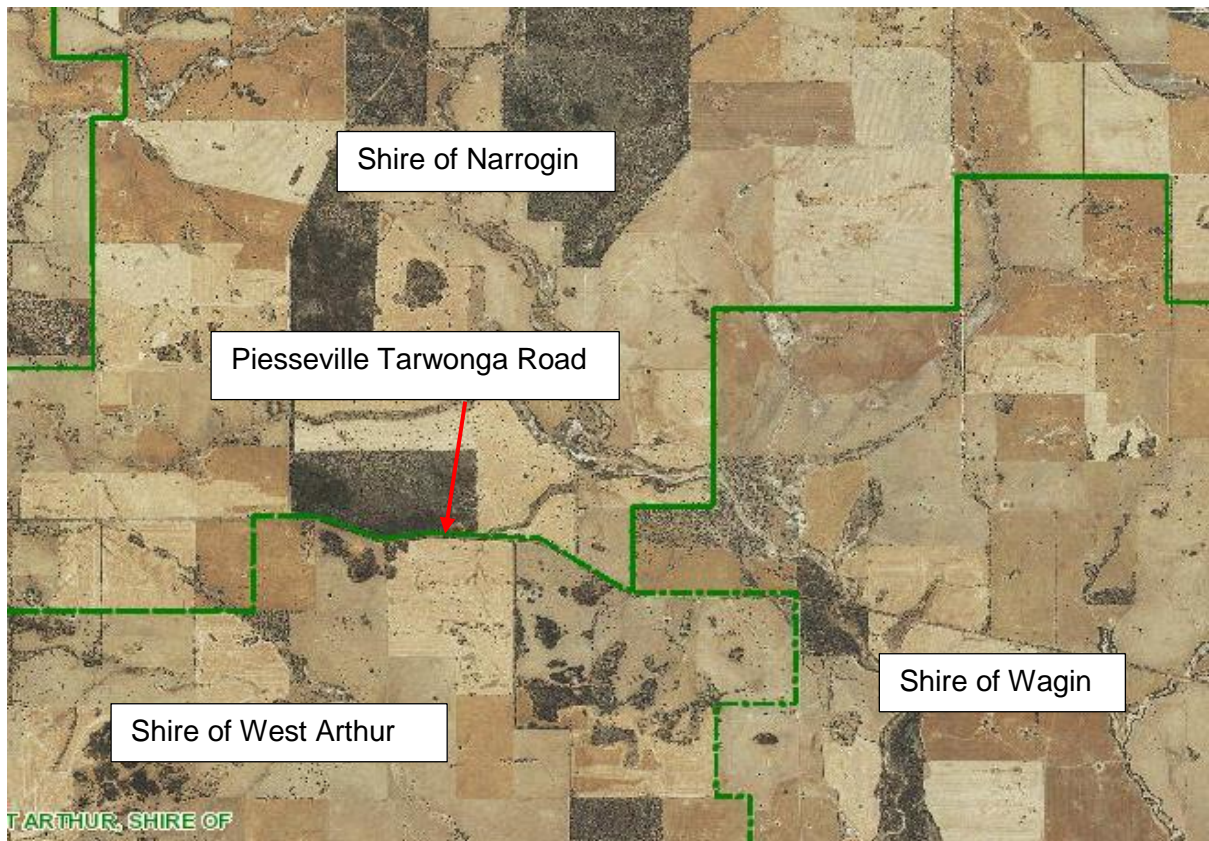 Shire of Narrogin
Piesseville Tarwonga Road
Shire of Wagin
Shire of West Arthur
T ARTHUR, SHIRE OF